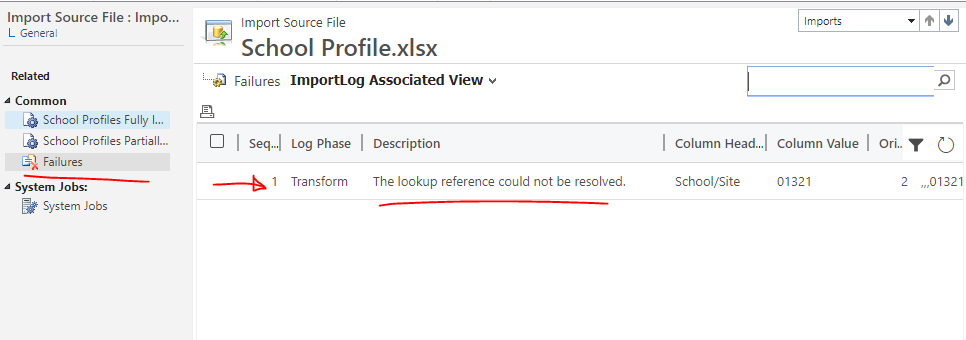 Import Source File : Impo...
General
Related
Common
School Profiles Fully I...
School Profiles Partiall...
Failures
System Jobs:
System Jobs
Import Source File
School Profile.xlsx
Imports
Failures ImportLog Associated View
Seq... Log Phase Description Column Head... Column Value Ori...
1 Transform The lookup reference could not be resolved. School/Site 01321 2 ,,,01321